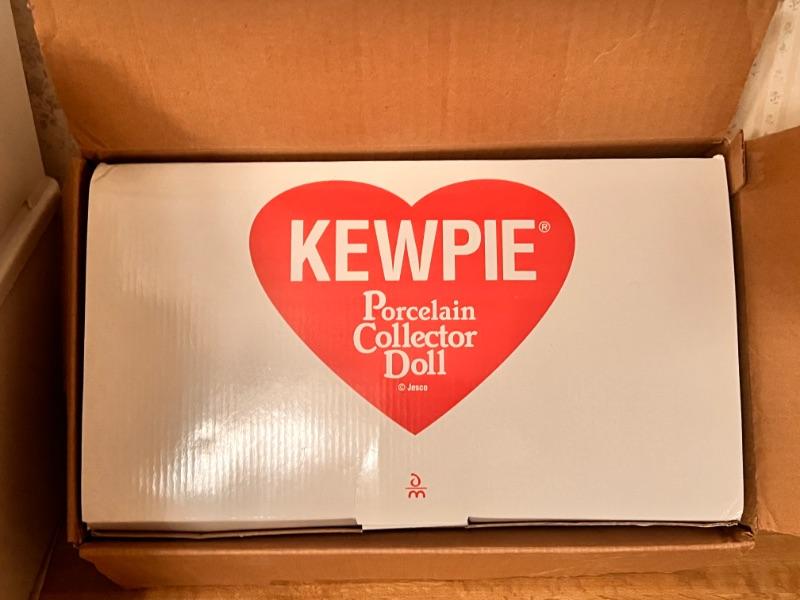 KEWPIE®
Porcelain
Collector
Doll
© Jesco